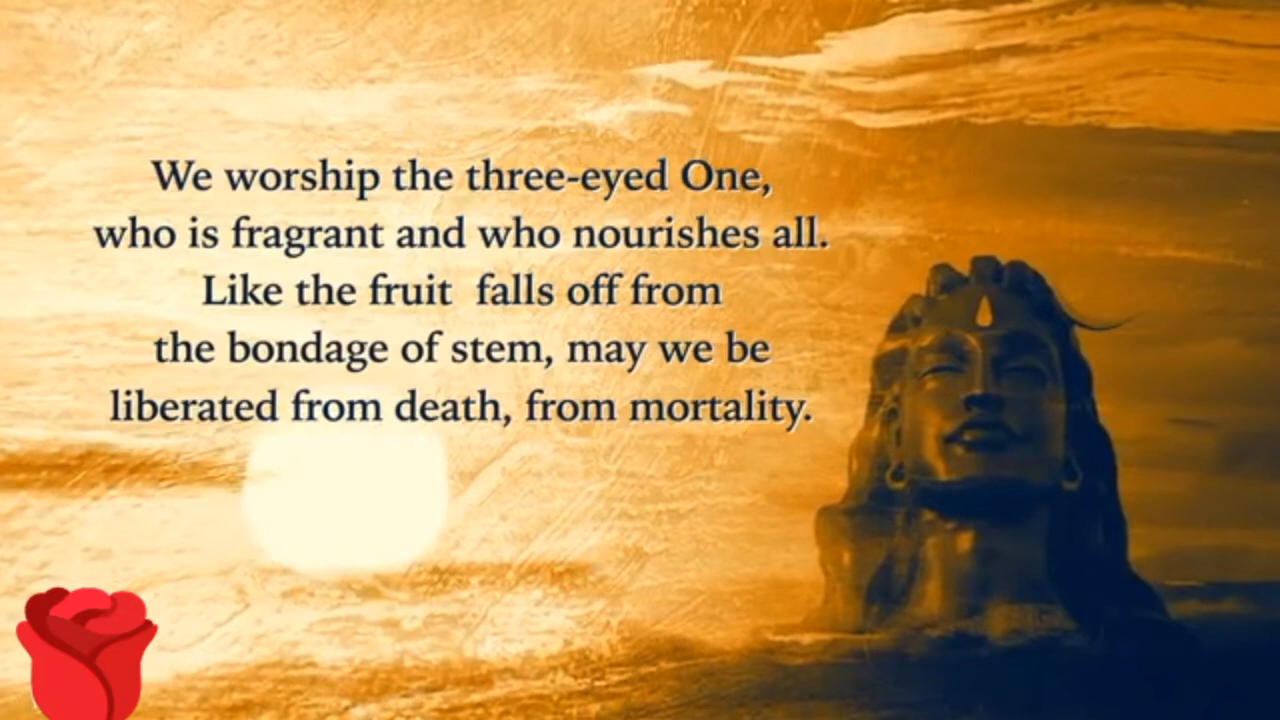 We worship the three-eyed One,
who is fragrant and who nourishes all.
Like the fruit  falls off from
the bondage of stem, may we be
liberated from death, from mortality.